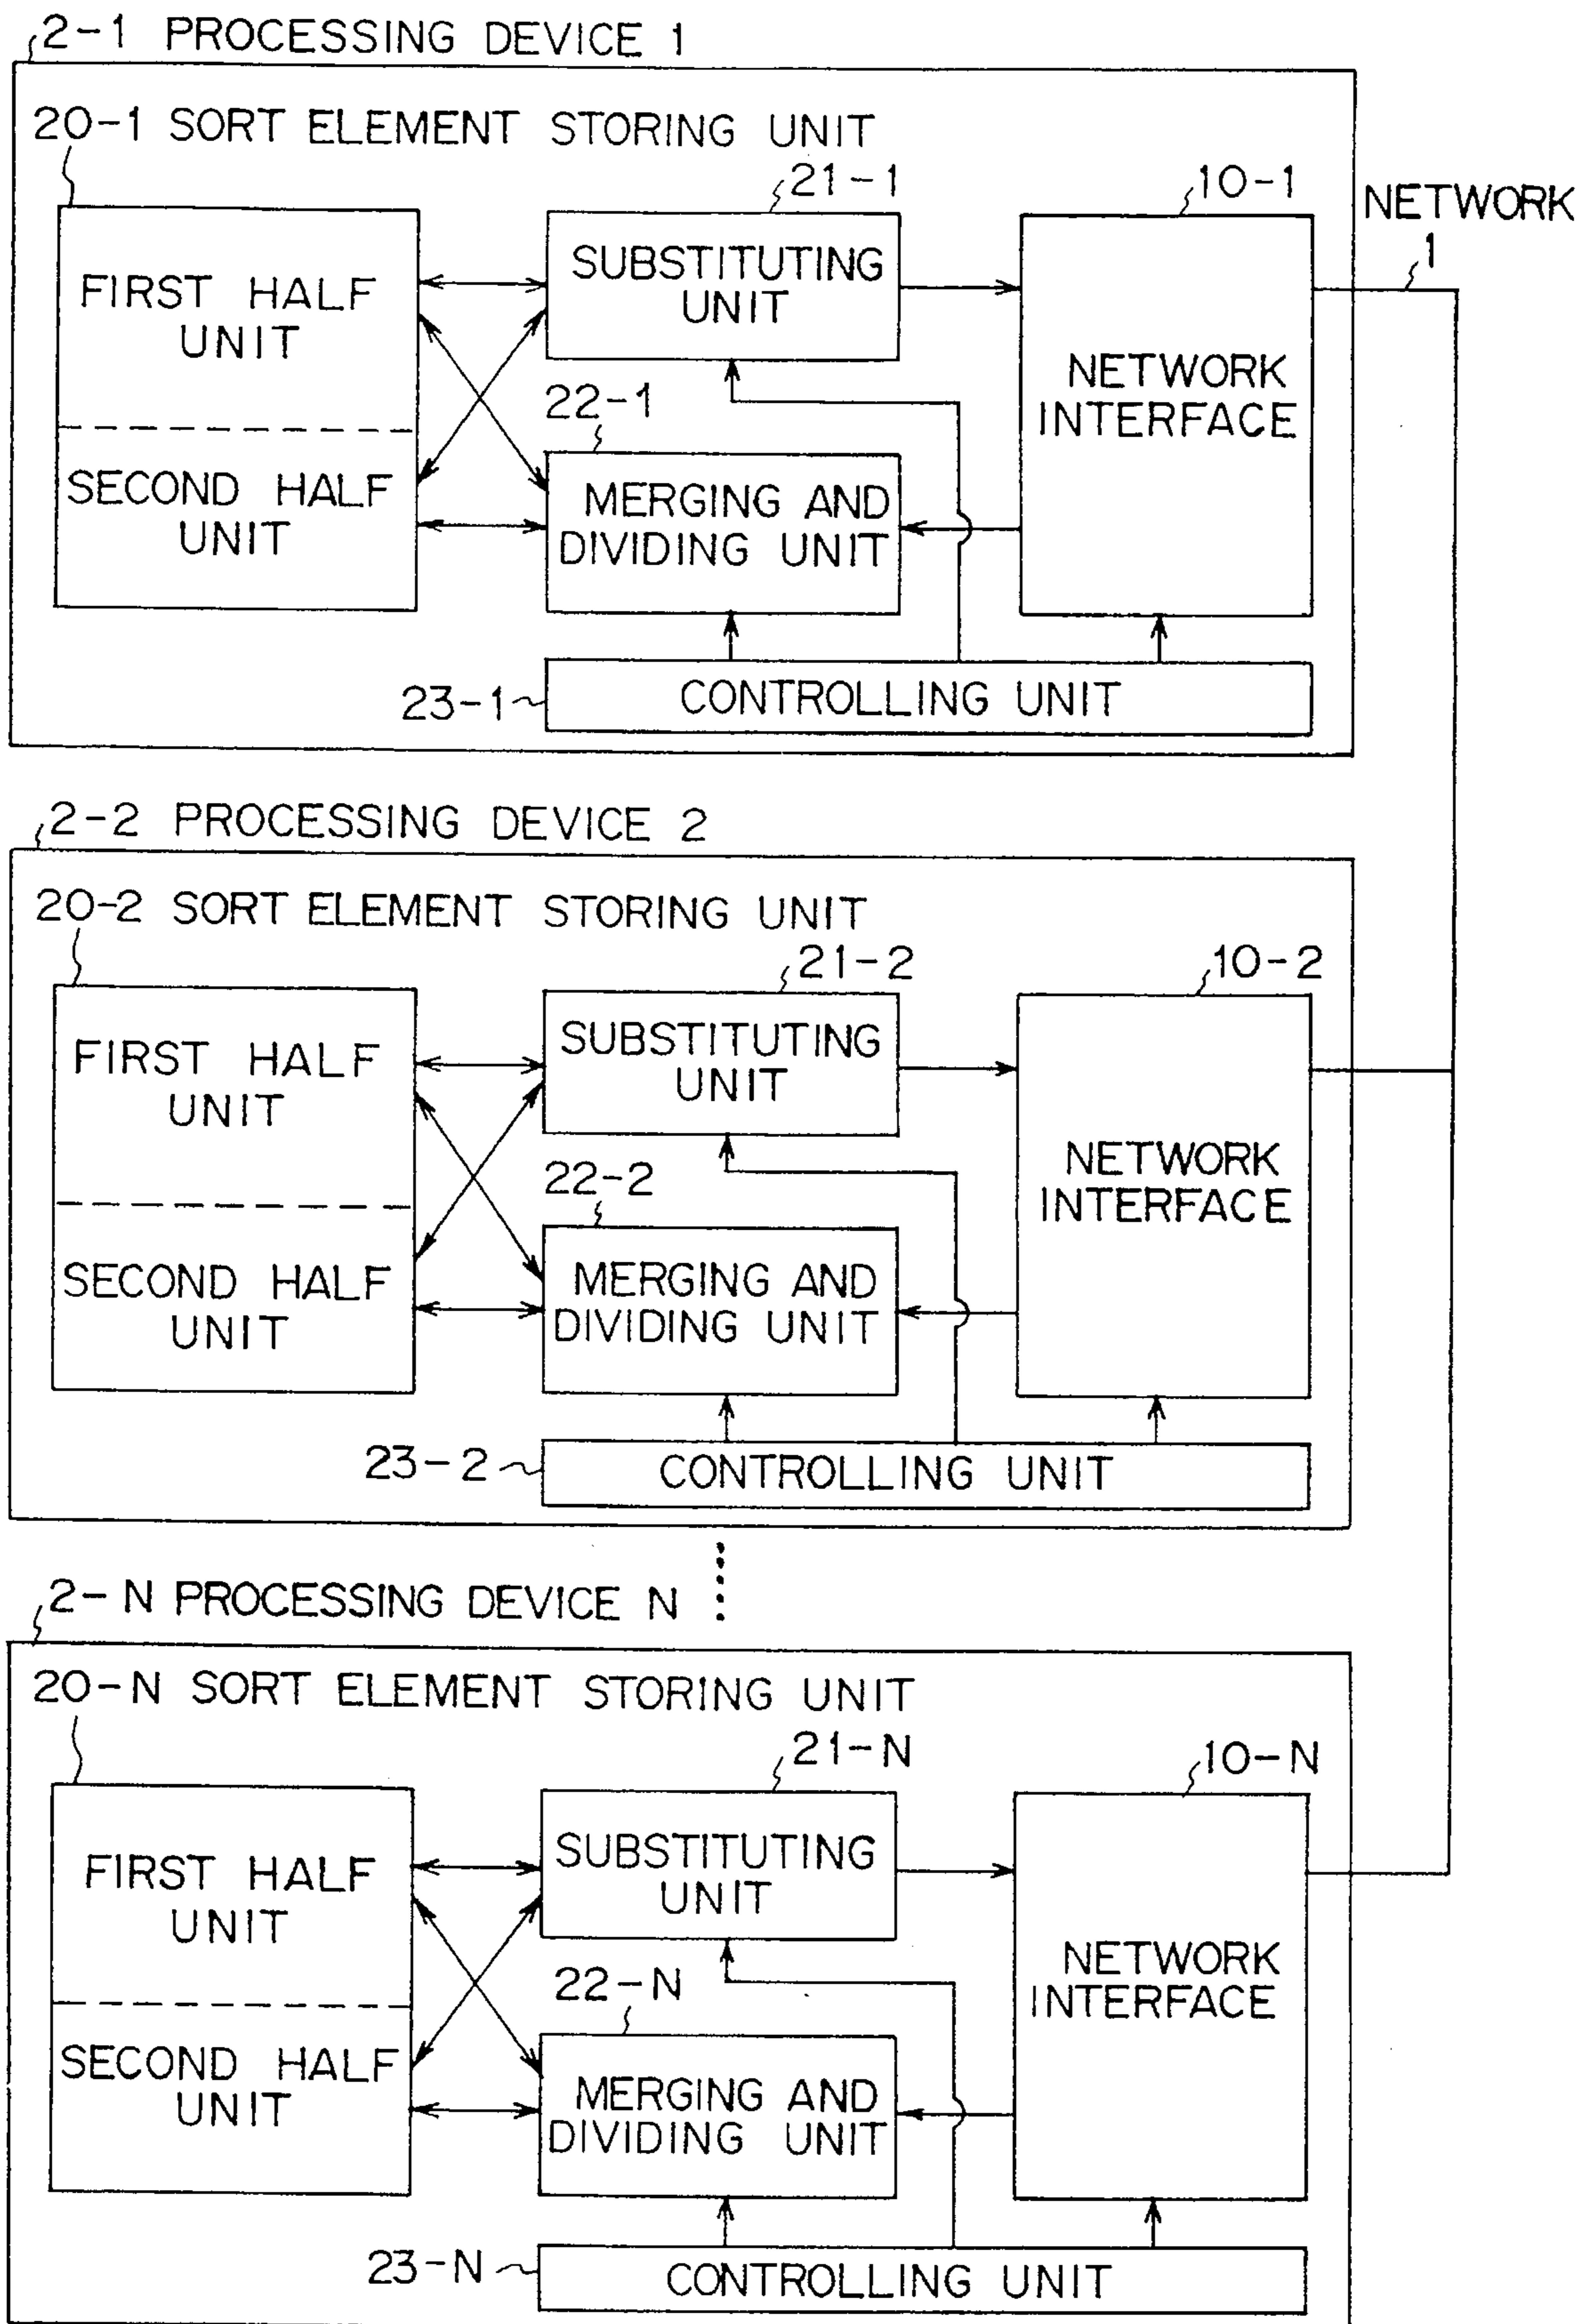 2-1 PROCESSING DEVICE 1
20-1 SORT ELEMENT STORING UNIT
21-1
10-1
NETWORK
1
FIRST HALF
UNIT
SUBSTITUTING
UNIT
NETWORK
INTERFACE
22-1
SECOND HALF
UNIT
MERGING AND
DIVIDING UNIT
23-1
CONTROLLING UNIT
2-2 PROCESSING DEVICE 2
20-2 SORT ELEMENT STORING UNIT
21-2
10-2
FIRST HALF
UNIT
SUBSTITUTING
UNIT
NETWORK
INTERFACE
22-2
SECOND HALF
UNIT
MERGING AND
DIVIDING UNIT
23-2
CONTROLLING UNIT
2-N PROCESSING DEVICE N
20-N SORT ELEMENT STORING UNIT
21-N
10-N
FIRST HALF
UNIT
SUBSTITUTING
UNIT
NETWORK
INTERFACE
22-N
SECOND HALF
UNIT
MERGING AND
DIVIDING UNIT
23-N
CONTROLLING UNIT